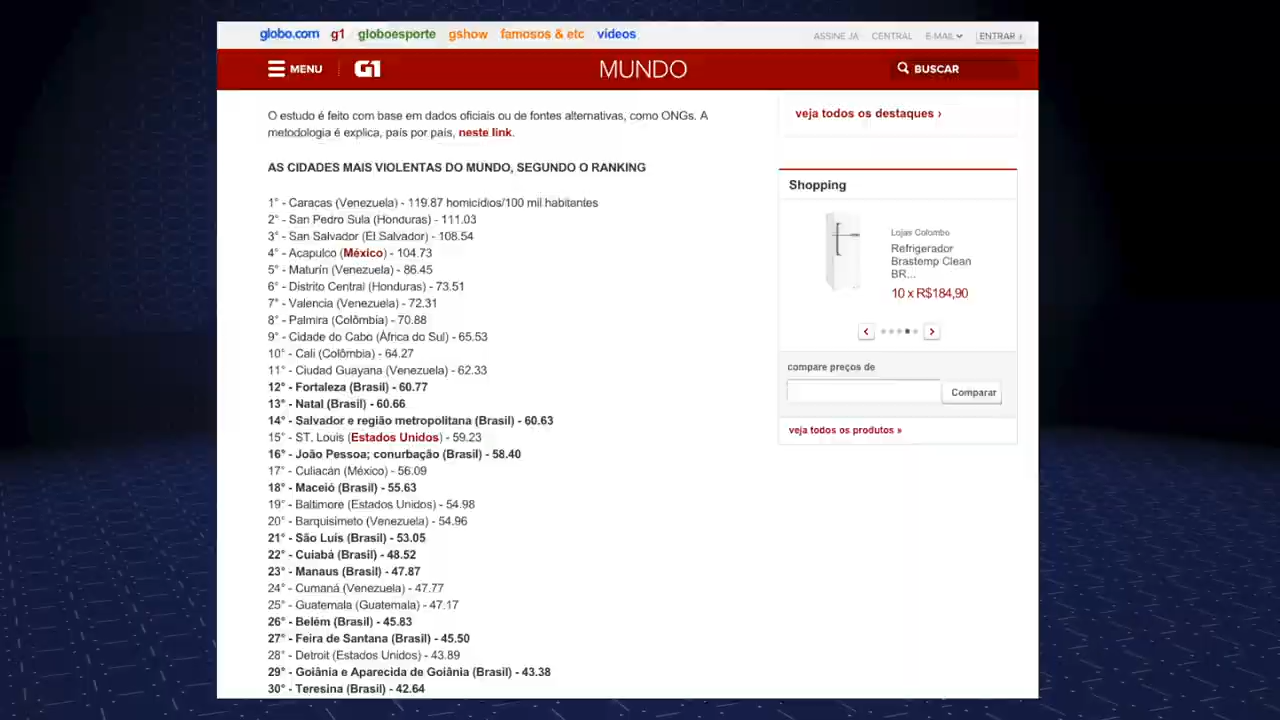 globo.com g1 globoesporte gshow famosos & etc vídeos
ASSINE JÁ CENTRAL E-MAIL ENTRAR ›
MENU G1 MUNDO BUSCAR
O estudo é feito com base em dados oficiais ou de fontes alternativas, como ONGs. A
metodologia é explica, país por país, neste link.
AS CIDADES MAIS VIOLENTAS DO MUNDO, SEGUNDO O RANKING
1° - Caracas (Venezuela) - 119.87 homicídios/100 mil habitantes
2° - San Pedro Sula (Honduras) - 111.03
3° - San Salvador (El Salvador) - 108.54
4° - Acapulco (México) - 104.73
5° - Maturín (Venezuela) - 86.45
6° - Distrito Central (Honduras) - 73.51
7° - Valencia (Venezuela) - 72.31
8° - Palmira (Colômbia) - 70.88
9° - Cidade do Cabo (África do Sul) - 65.53
10° - Cali (Colômbia) - 64.27
11° - Ciudad Guayana (Venezuela) - 62.33
12° - Fortaleza (Brasil) - 60.77
13° - Natal (Brasil) - 60.66
14° - Salvador e região metropolitana (Brasil) - 60.63
15° - ST. Louis (Estados Unidos) - 59.23
16° - João Pessoa; conurbação (Brasil) - 58.40
17° - Culiacán (México) - 56.09
18° - Maceió (Brasil) - 55.63
19° - Baltimore (Estados Unidos) - 54.98
20° - Barquisimeto (Venezuela) - 54.96
21° - São Luís (Brasil) - 53.05
22° - Cuiabá (Brasil) - 48.52
23° - Manaus (Brasil) - 47.87
24° - Cumaná (Venezuela) - 47.77
25° - Guatemala (Guatemala) - 47.17
26° - Belém (Brasil) - 45.83
27° - Feira de Santana (Brasil) - 45.50
28° - Detroit (Estados Unidos) - 43.89
29° - Goiânia e Aparecida de Goiânia (Brasil) - 43.38
30° - Teresina (Brasil) - 42.64
veja todos os destaques ›
Shopping
Lojas Colombo
Refrigerador
Brastemp Clean
BR...
10 x R$184,90
compare preços de
Comparar
veja todos os produtos »